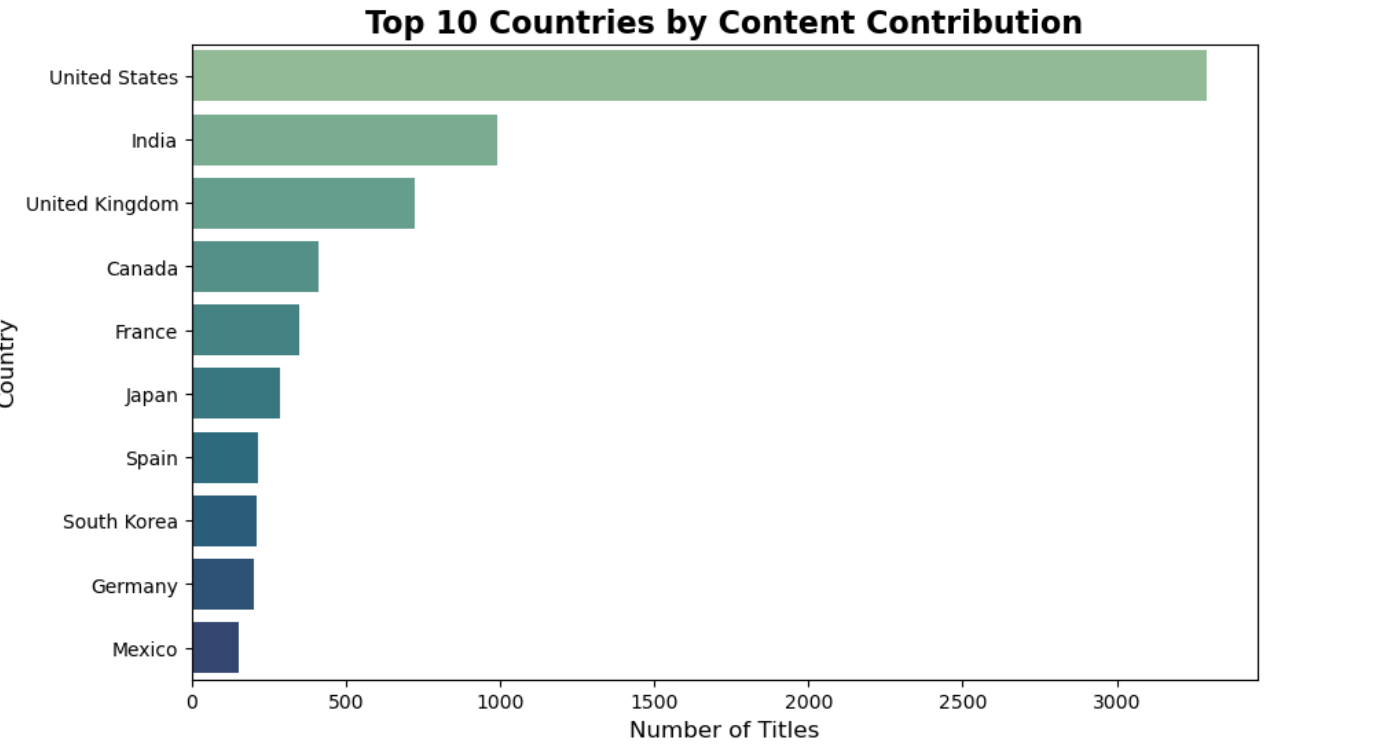 Top 10 Countries by Content Contribution
United States
India
United Kingdom
Canada
France
Japan
Spain
South Korea
Germany
Mexico
Country
0 500 1000 1500 2000 2500 3000
Number of Titles